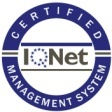 CERTIFIED
IQNet
MANAGEMENT SYSTEM